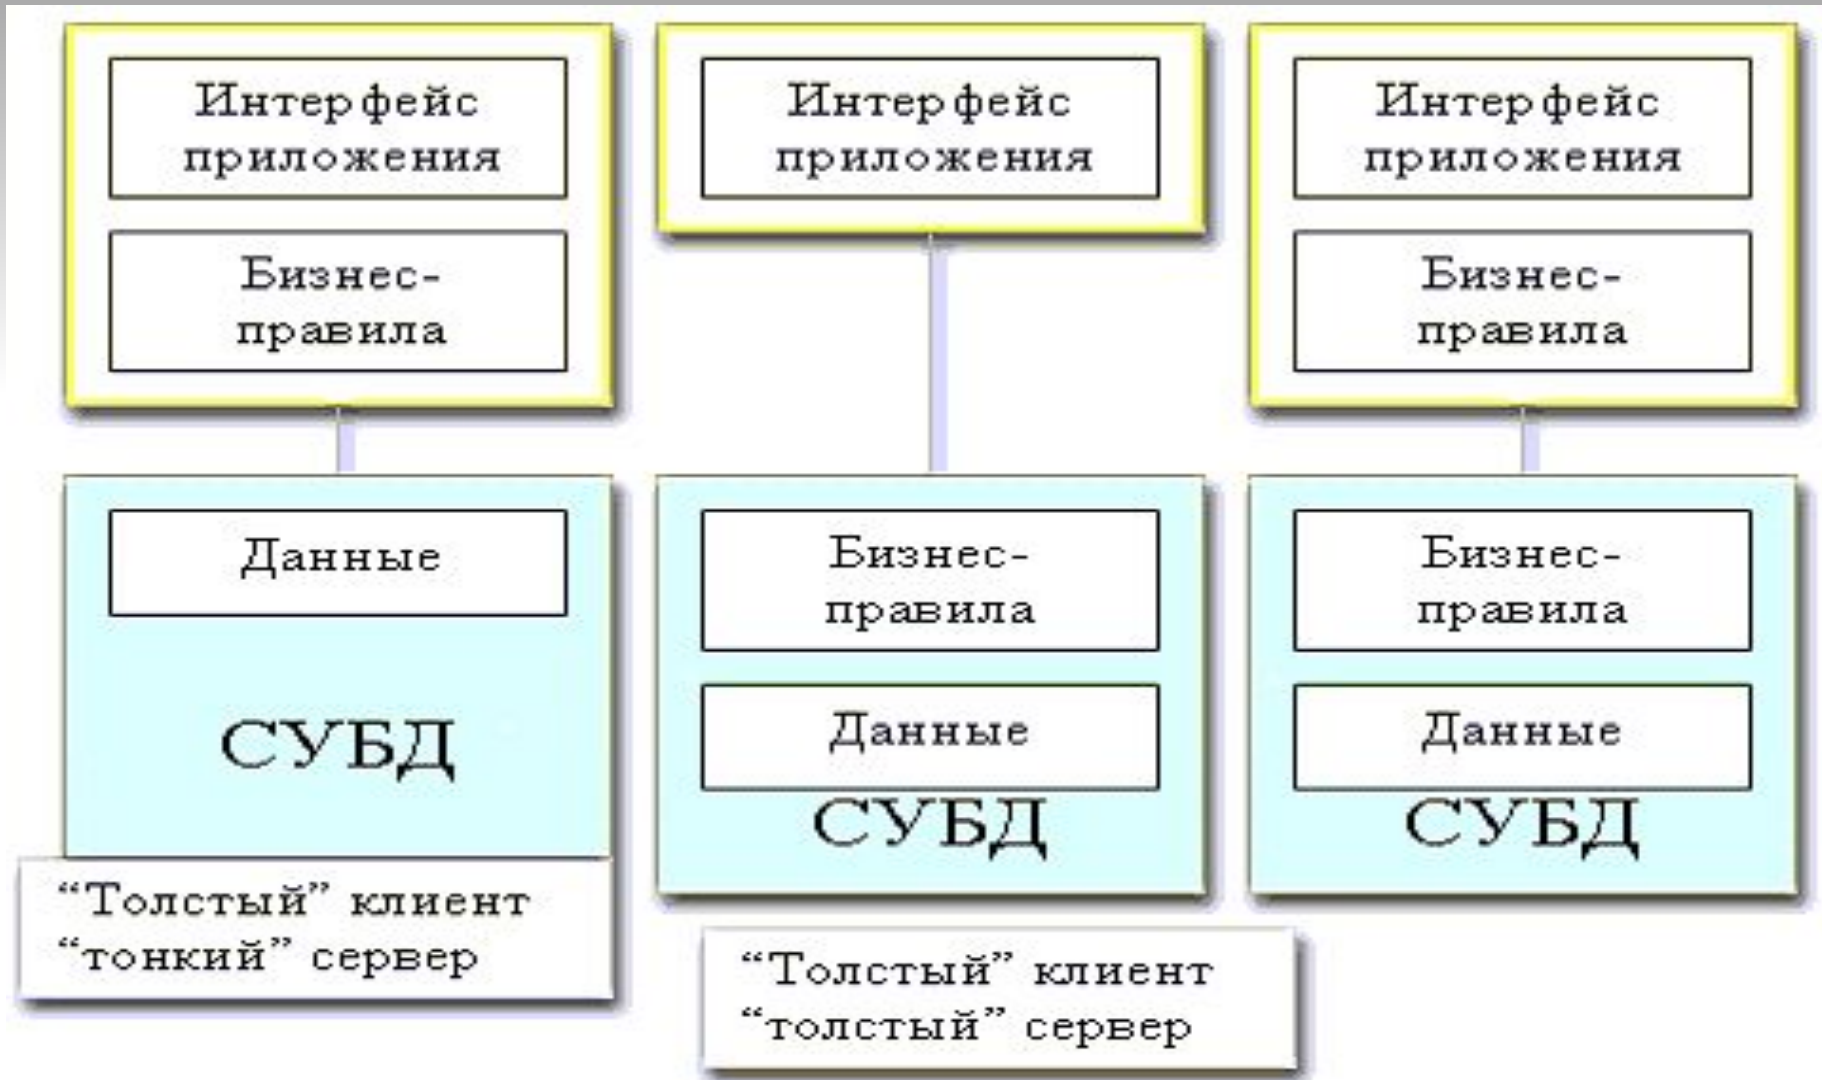 Интерфейс
приложения
Бизнес-
правила
Данные
СУБД
“Толстый” клиент
“тонкий” сервер
Интерфейс
приложения
Бизнес-
правила
Данные
СУБД
“Толстый” клиент
“толстый” сервер
Интерфейс
приложения
Бизнес-
правила
Бизнес-
правила
Данные
СУБД